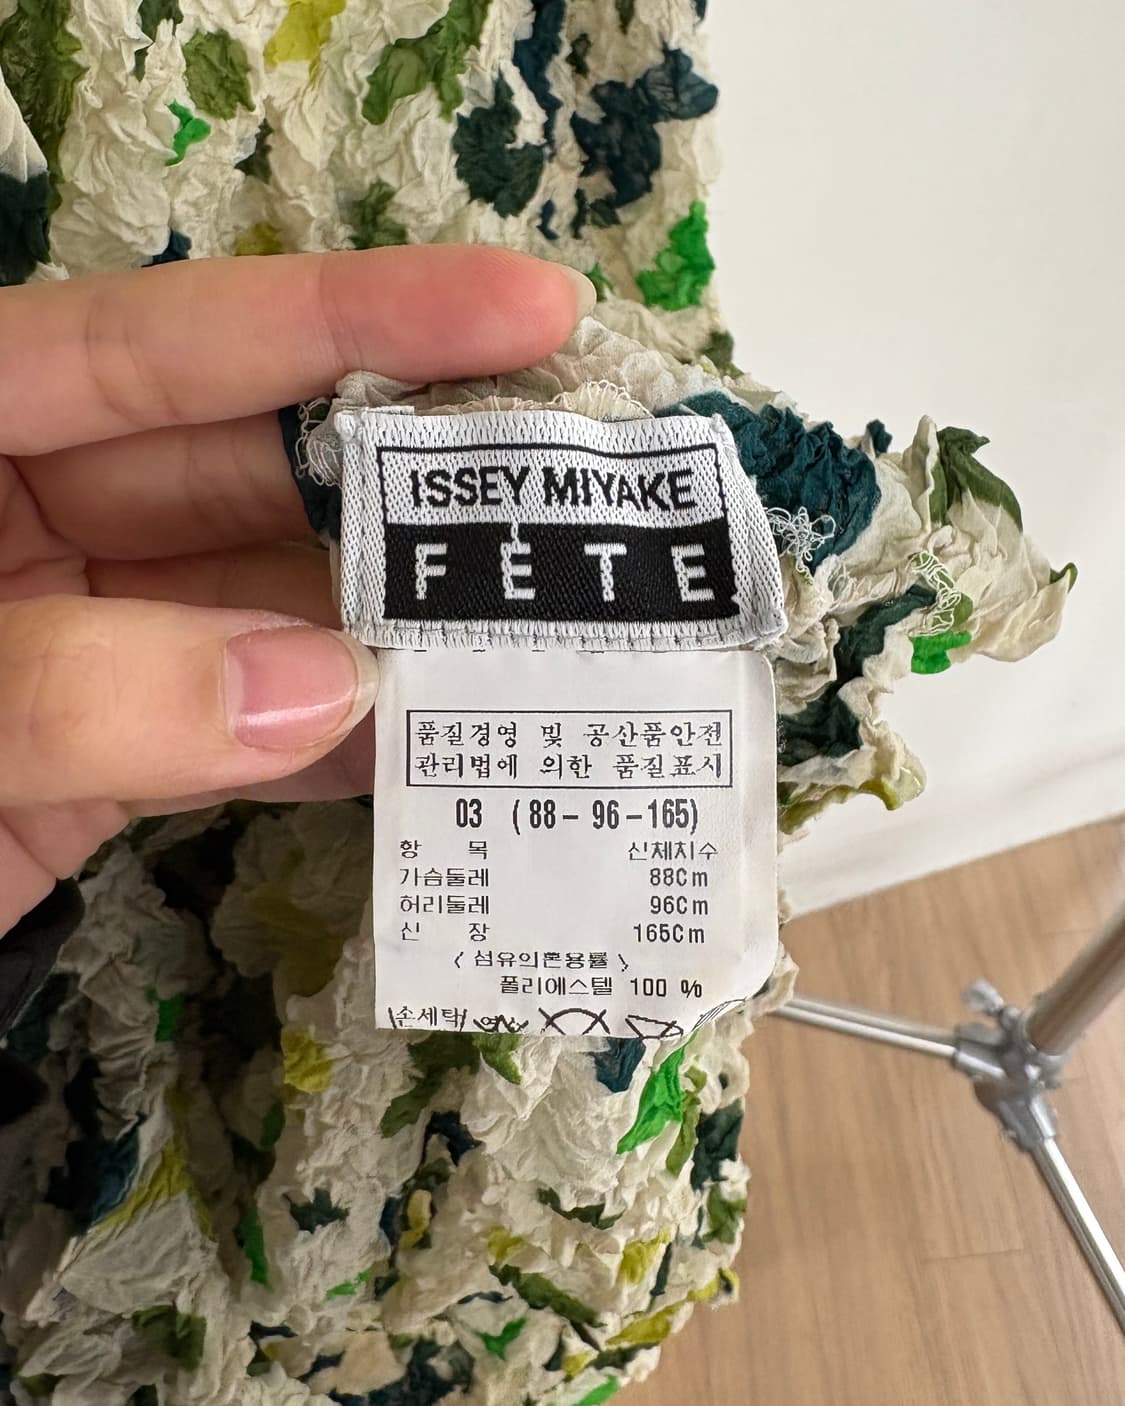 ISSEY MIYAKE
FÊTE
품질경영 및 공산품안전
관리법에 의한 품질표시
03 (88-96-165)
항 목 신체치수
가슴둘레 88Cm
허리둘레 96Cm
신 장 165Cm
〈섬유의혼용률〉
폴리에스텔 100 %
손세탁